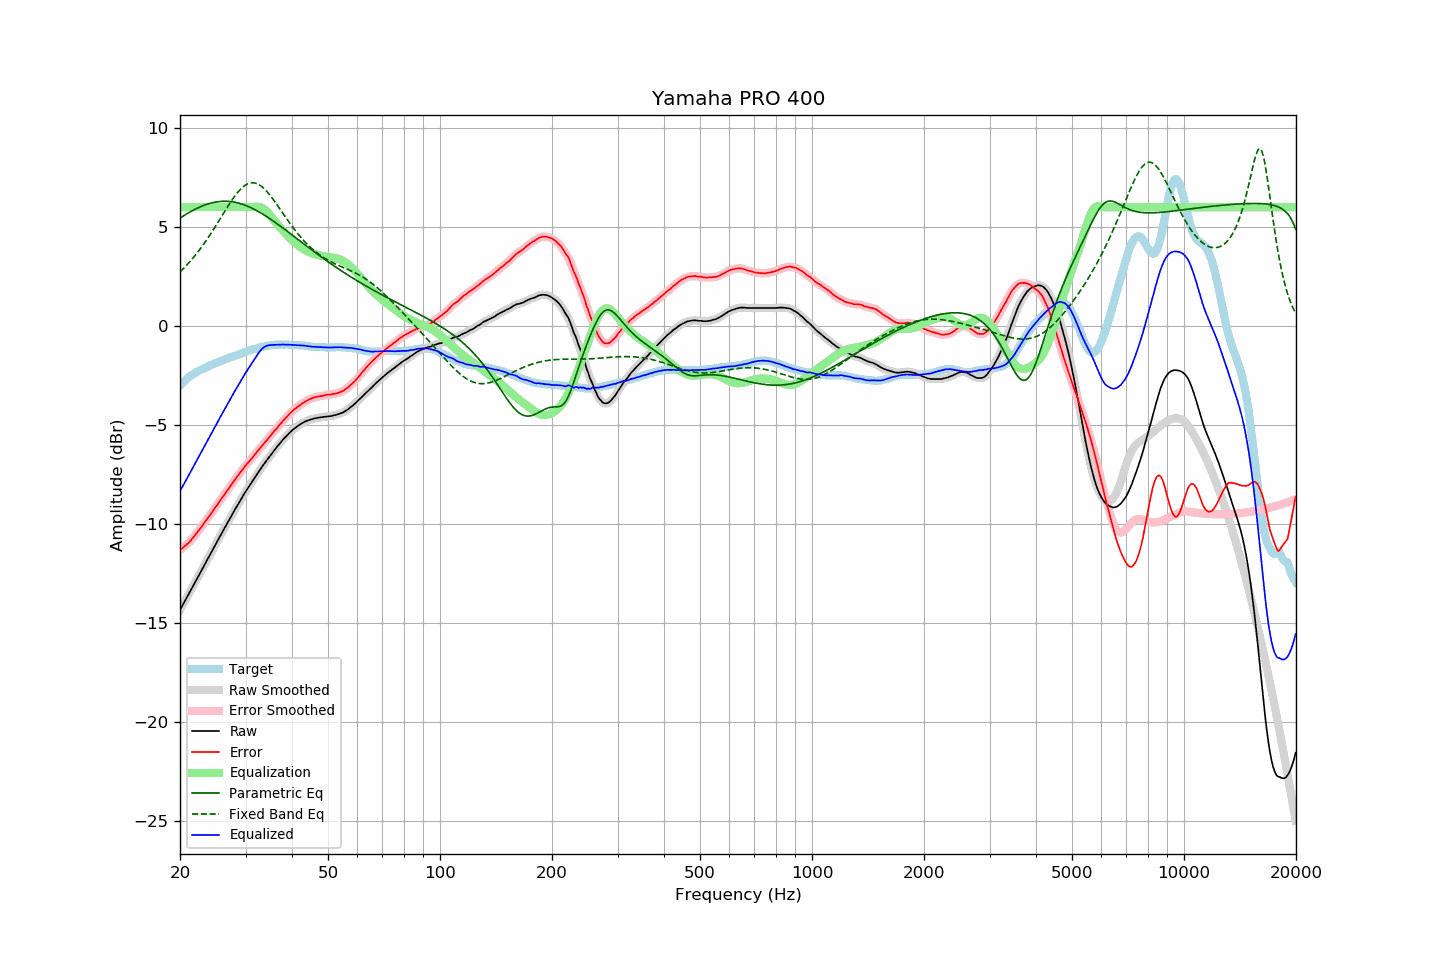 Yamaha PRO 400
Amplitude (dBr)
10
5
0
−5
−10
−15
−20
−25
Target
Raw Smoothed
Error Smoothed
Raw
Error
Equalization
Parametric Eq
Fixed Band Eq
Equalized
20 50 100 200 500 1000 2000 5000 10000 20000
Frequency (Hz)